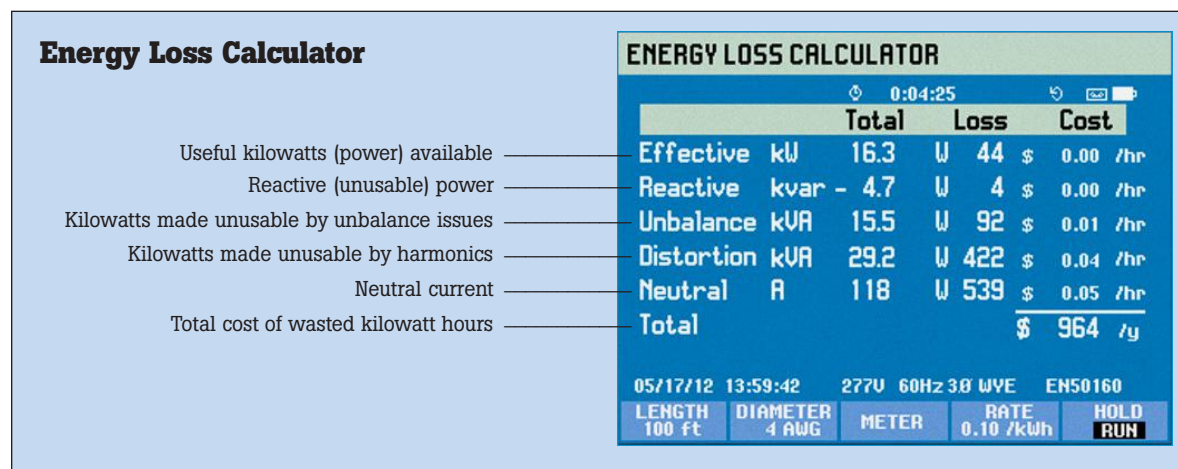 Energy Loss Calculator
Useful kilowatts (power) available
Reactive (unusable) power
Kilowatts made unusable by unbalance issues
Kilowatts made unusable by harmonics
Neutral current
Total cost of wasted kilowatt hours
ENERGY LOSS CALCULATOR
0:04:25
Total Loss Cost
Effective kW 16.3 W 44 $ 0.00 /hr
Reactive kvar - 4.7 W 4 $ 0.00 /hr
Unbalance kVA 15.5 W 92 $ 0.01 /hr
Distortion kVA 29.2 W 422 $ 0.04 /hr
Neutral A 118 W 539 $ 0.05 /hr
Total $ 964 /y
05/17/12 13:59:42 277V 60Hz 3Ø WYE EN50160
LENGTH DIAMETER METER RATE HOLD
100 ft 4 AWG 0.10 /kWh RUN